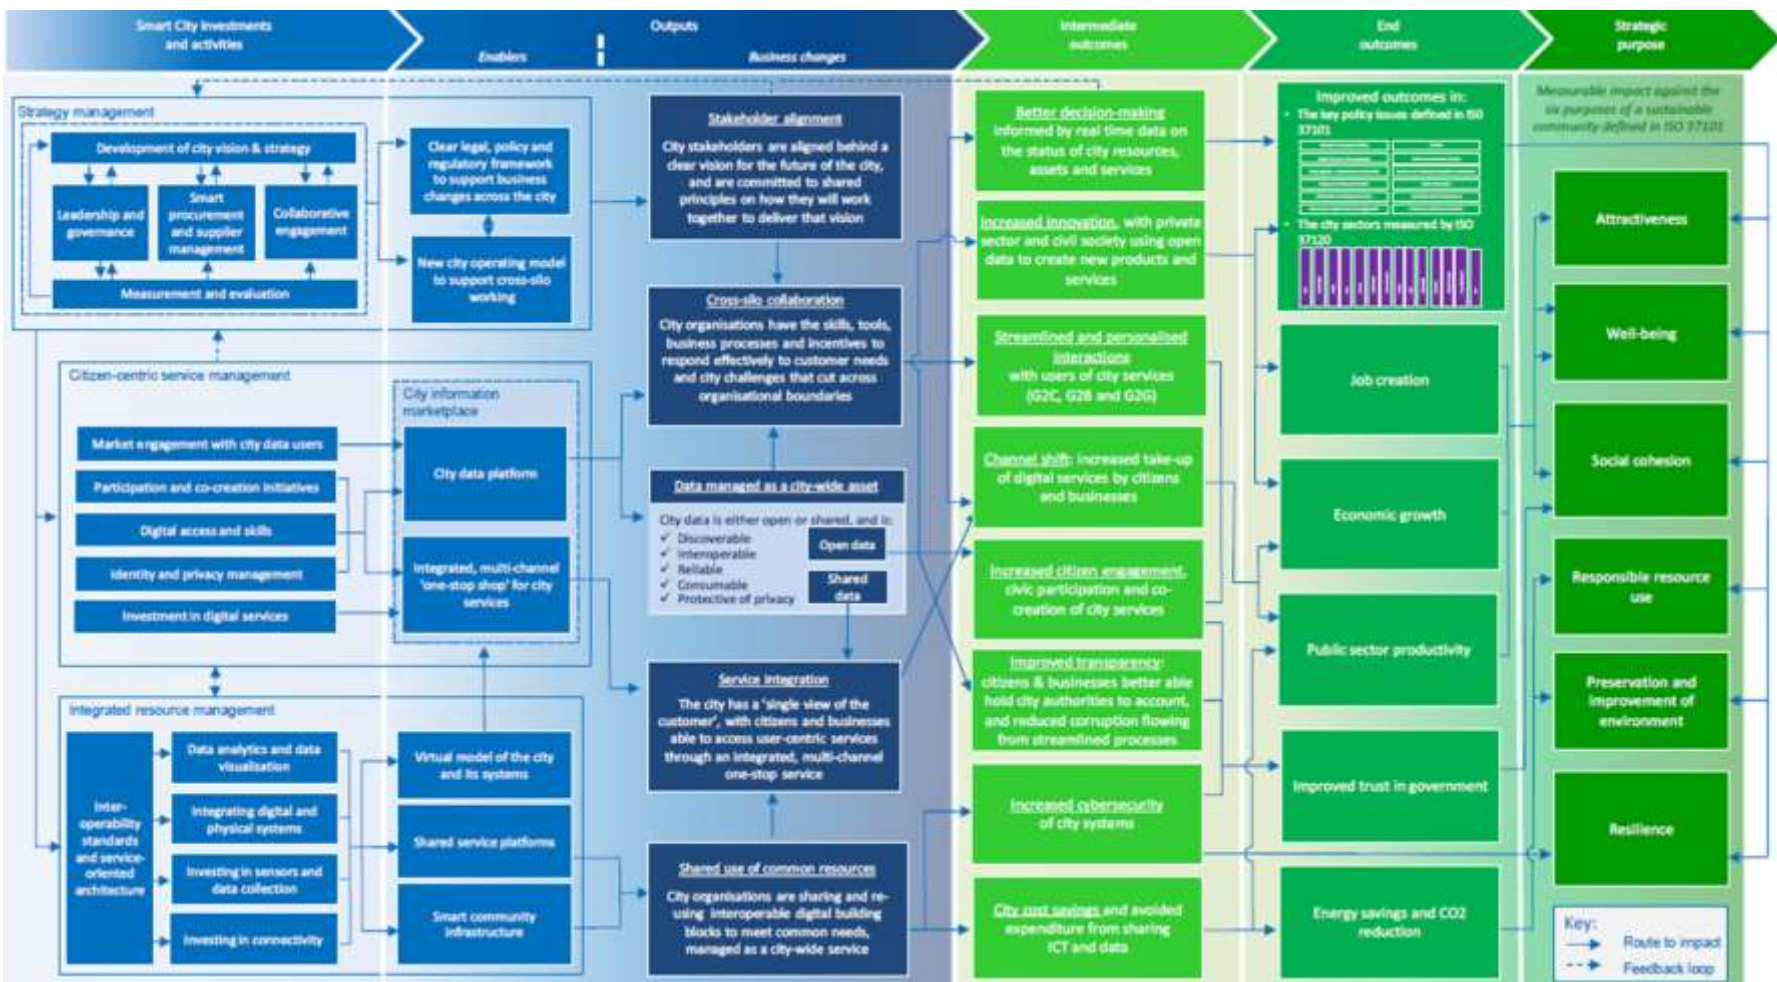 Smart City Investments
and activities
Outputs
Enablers
Business changes
Intermediate
outcomes
End
outcomes
Strategic
purpose
Strategy management
Development of city vision & strategy
Leadership and
governance
Smart
procurement
and supplier
management
Collaborative
engagement
Measurement and evaluation
Clear legal, policy and
regulatory framework
to support business
changes across the city
New city operating model
to support cross-silo
working
Citizen-centric service management
Market engagement with city data users
Participation and co-creation initiatives
Digital access and skills
Identity and privacy management
Investment in digital services
City information
marketplace
City data platform
Integrated, multi-channel
'one-stop shop' for city
services
Integrated resource management
Inter-
operability
standards
and service-
oriented
architecture
Data analytics and data
visualisation
Integrating digital and
physical systems
Investing in sensors and
data collection
Investing in connectivity
Virtual model of the city
and its systems
Shared service platforms
Smart community
infrastructure
Stakeholder alignment
City stakeholders are aligned behind a
clear vision for the future of the city,
and are committed to shared
principles on how they will work
together to deliver that vision
Cross-silo collaboration
City organisations have the skills, tools,
business processes and incentives to
respond effectively to customer needs
and city challenges that cut across
organisational boundaries
Data managed as a city-wide asset
City data is either open or shared, and is:
✓ Discoverable
✓ Interoperable
✓ Reliable
✓ Consumable
✓ Protective of privacy
Open data
Shared
data
Service integration
The city has a 'single view of the
customer', with citizens and businesses
able to access user-centric services
through an integrated, multi-channel
one-stop service
Shared use of common resources
City organisations are sharing and re-
using interoperable digital building
blocks to meet common needs,
managed as a city-wide service
Better decision-making
informed by real time data on
the status of city resources,
assets and services
Increased innovation, with private
sector and civil society using open
data to create new products and
services
Streamlined and personalised
interactions
with users of city services
(G2C, G2B and G2G)
Channel shift: increased take-up
of digital services by citizens
and businesses
Increased citizen engagement,
civic participation and co-
creation of city services
Improved transparency:
citizens & businesses better able
hold city authorities to account,
and reduced corruption flowing
from streamlined processes
Increased cybersecurity
of city systems
City cost savings and avoided
expenditure from sharing
ICT and data
Improved outcomes in:
• The key policy issues defined in ISO
37101
• The city sectors measured by ISO
37120
Job creation
Economic growth
Public sector productivity
Improved trust in government
Energy savings and CO2
reduction
Measurable impact against the
six purposes of a sustainable
community defined in ISO 37101
Attractiveness
Well-being
Social cohesion
Responsible resource
use
Preservation and
improvement of
environment
Resilience
Key:
Route to impact
Feedback loop